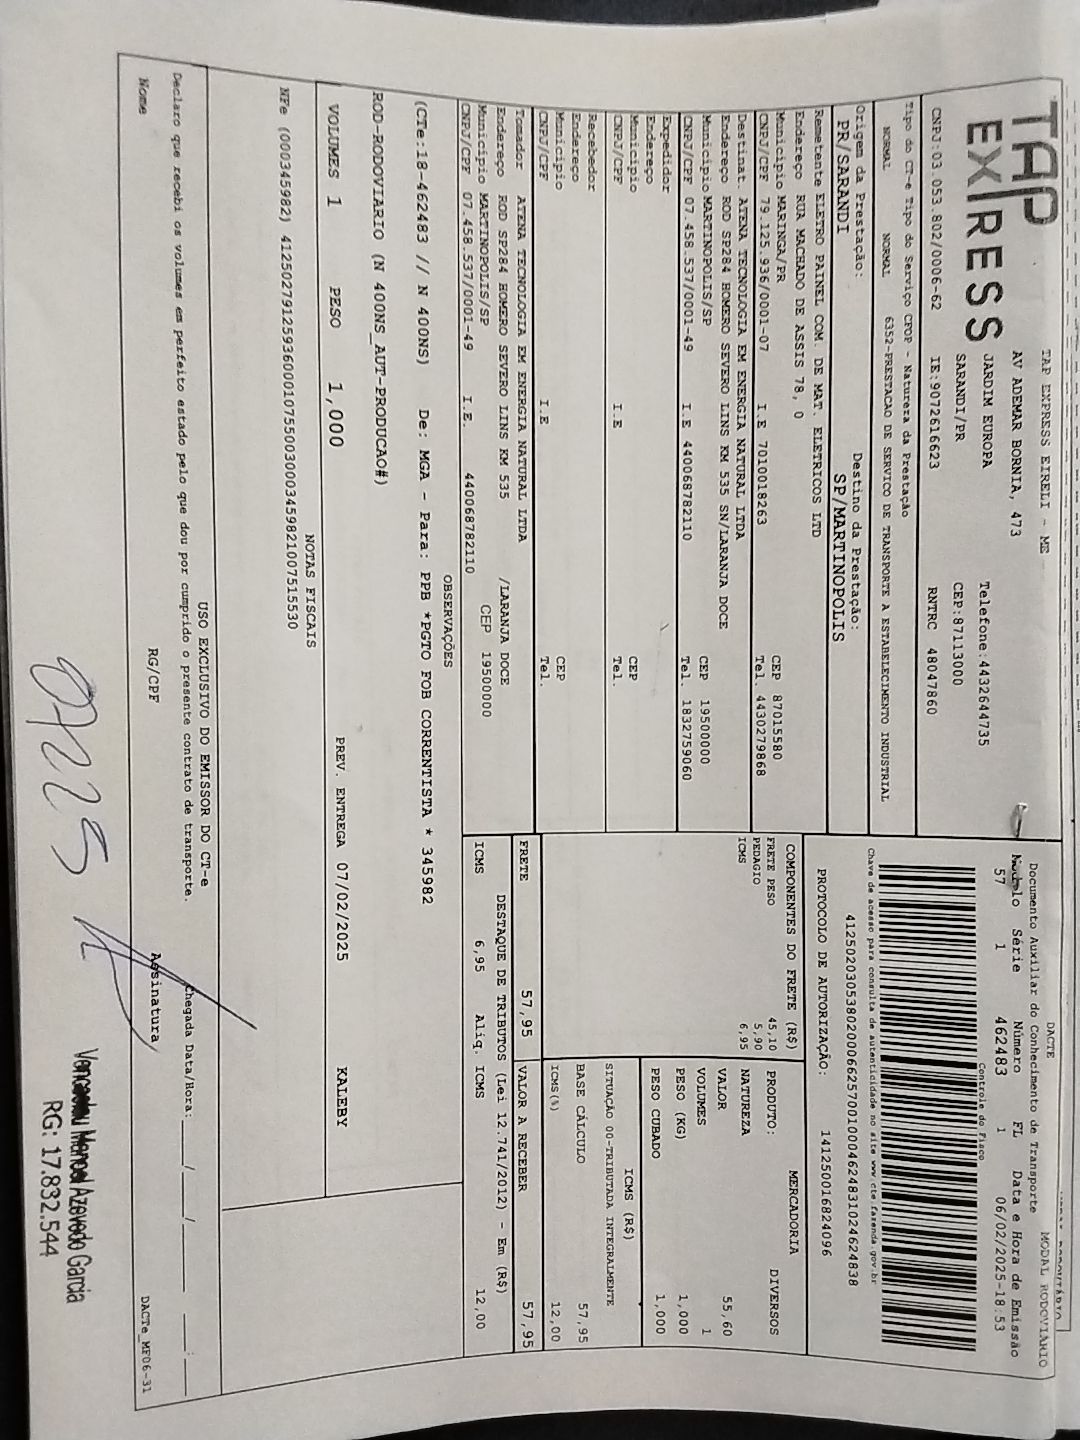 TAP
EXPRESS
TAP EXPRESS EIRELI - ME
AV ADEMAR BORNIA, 473
JARDIM EUROPA
SARANDI/PR
Telefone:4432644735
CEP:87113000
CNPJ:03.053.802/0006-62 IE:9072616623 RNTRC 48047860
DACTE
Documento Auxiliar do Conhecimento de Transporte
MODAL RODOVIÁRIO
Modelo Série Número FL Data e Hora de Emissão
57 1 462483 1 06/02/2025-18:53
Controle do Fisco
Chave de acesso para consulta de autenticidade no site www.cte.fazenda.gov.br
41250203053802000662570010004624831024624838
PROTOCOLO DE AUTORIZAÇÃO: 141250016824096
Tipo do CT-e Tipo do Serviço CFOP - Natureza da Prestação
NORMAL NORMAL 6352-PRESTACAO DE SERVICO DE TRANSPORTE A ESTABELECIMENTO INDUSTRIAL
Origem da Prestação: Destino da Prestação:
PR/SARANDI SP/MARTINOPOLIS
Remetente ELETRO PAINEL COM. DE MAT. ELETRICOS LTD
Endereço RUA MACHADO DE ASSIS 78, 0
Município MARINGA/PR CEP 87015580
CNPJ/CPF 79.125.936/0001-07 I.E 7010018263 Tel. 4430279868
Destinat. ATENA TECNOLOGIA EM ENERGIA NATURAL LTDA
Endereço ROD SP284 HOMERO SEVERO LINS KM 535 SN/LARANJA DOCE
Município MARTINOPOLIS/SP CEP 19500000
CNPJ/CPF 07.458.537/0001-49 I.E 440068782110 Tel. 1832759060
Expedidor
Endereço
Município CEP
CNPJ/CPF I.E Tel.
Recebedor
Endereço
Município CEP
CNPJ/CPF I.E Tel.
Tomador ATENA TECNOLOGIA EM ENERGIA NATURAL LTDA
Endereço ROD SP284 HOMERO SEVERO LINS KM 535 /LARANJA DOCE
Município MARTINOPOLIS/SP CEP 19500000
CNPJ/CPF 07.458.537/0001-49 I.E. 440068782110
COMPONENTES DO FRETE (R$)
FRETE PESO 45,10
PEDAGIO 5,90
ICMS 6,95
MERCADORIA
PRODUTO: DIVERSOS
NATUREZA
VALOR 55,60
VOLUMES 1
PESO (KG) 1,000
PESO CUBADO 1,000
ICMS (R$)
SITUAÇÃO 00-TRIBUTADA INTEGRALMENTE
BASE CÁLCULO 57,95
ICMS(%) 12,00
FRETE 57,95 VALOR A RECEBER 57,95
DESTAQUE DE TRIBUTOS (Lei 12.741/2012) - Em (R$)
ICMS 6,95 Aliq. ICMS 12,00
OBSERVAÇÕES
(CTe:18-462483 // N 400NS) De: MGA - Para: PPB *PGTO FOB CORRENTISTA * 345982
ROD-RODOVIARIO (N 400NS_AUT-PRODUCAO#)
VOLUMES 1 PESO 1,000 PREV. ENTREGA 07/02/2025 KALEBY
NOTAS FISCAIS
NFe (000345982) 41250279125936000107550030003459821007515530
USO EXCLUSIVO DO EMISSOR DO CT-e
Declaro que recebi os volumes em perfeito estado pelo que dou por cumprido o presente contrato de transporte.
Chegada Data/Hora:____/____/____ ____:____
Nome RG/CPF Assinatura
DACTe_MF06-31
Venceslau Manoel Azevedo Garcia
RG: 17.832.544